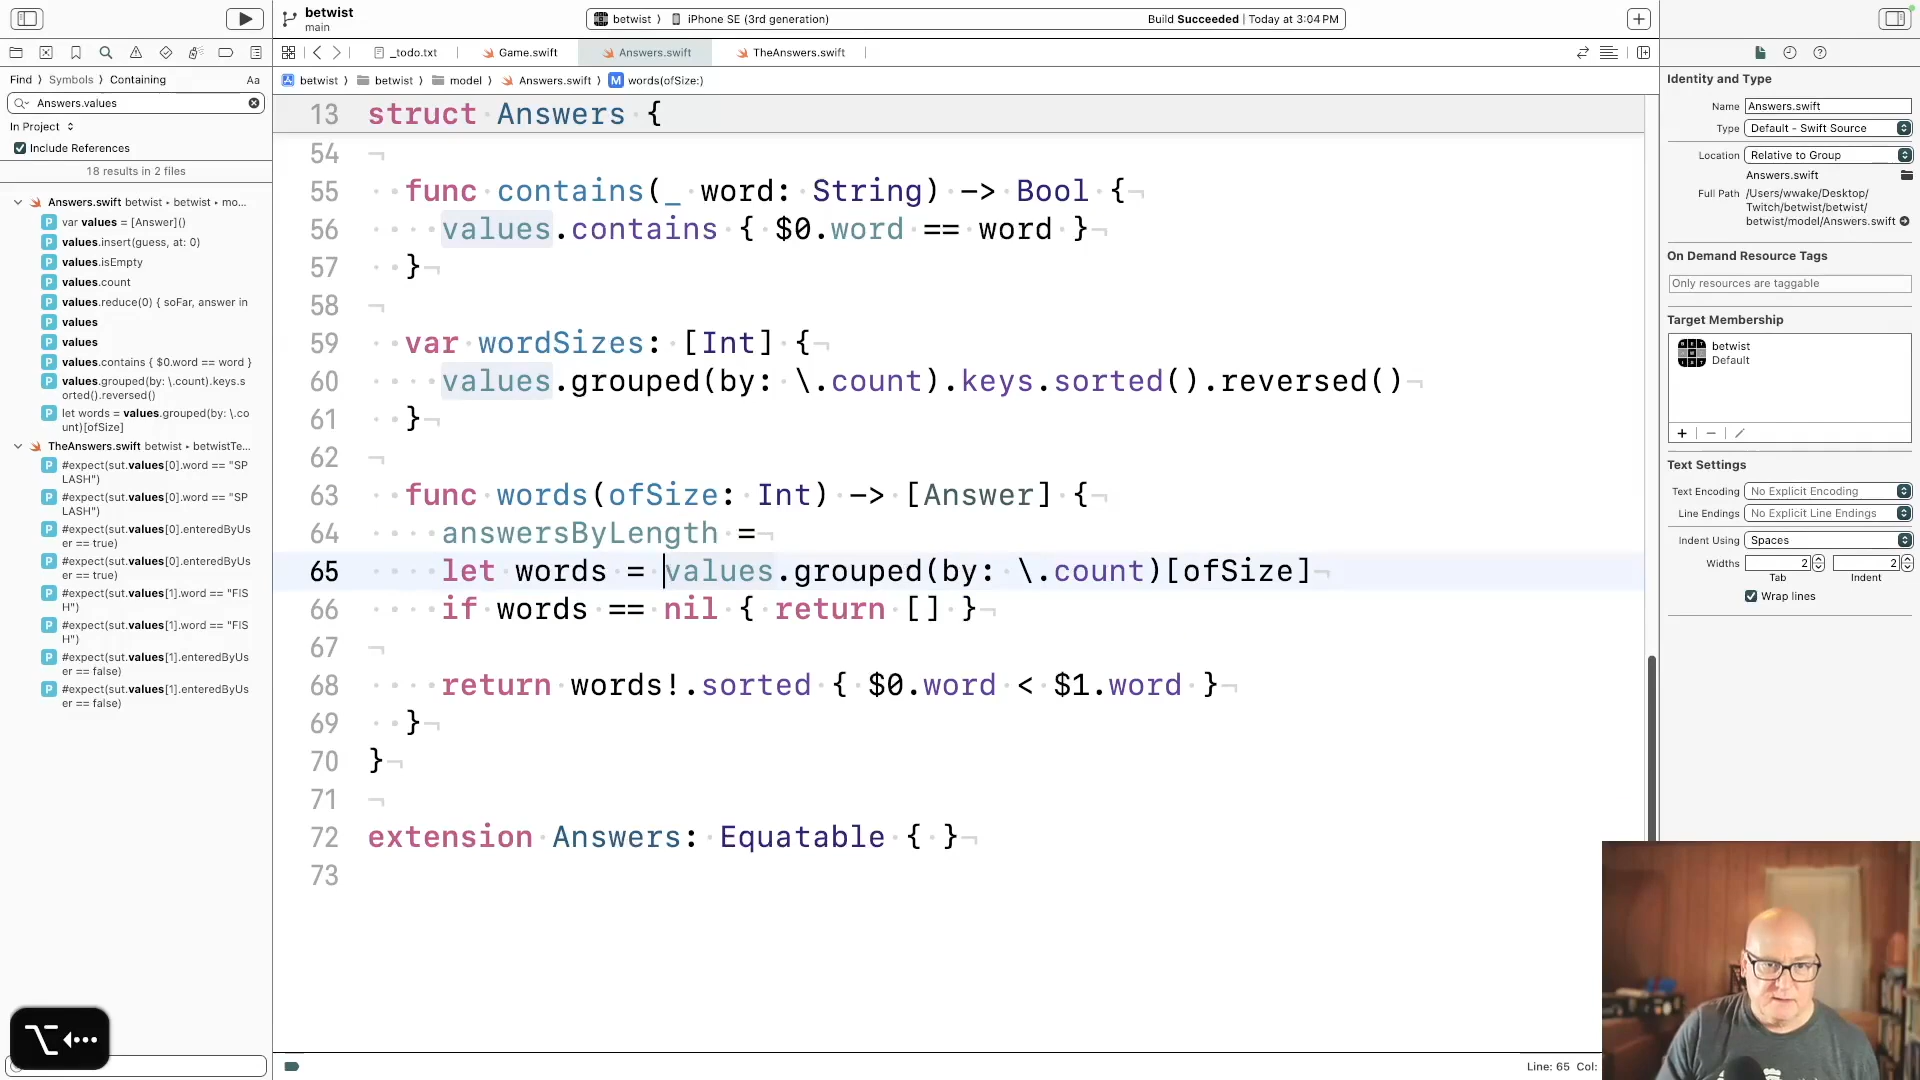 betwist
main
betwist 〉 iPhone SE (3rd generation)
Build Succeeded | Today at 3:04 PM
_todo.txt
Game.swift
Answers.swift
TheAnswers.swift
Find 〉 Symbols 〉 Containing
Aa
betwist 〉 betwist 〉 model 〉 Answers.swift 〉 M words(ofSize:)
Answers.values
In Project
Include References
18 results in 2 files
Answers.swift betwist ▸ betwist ▸ mo...
P var values = [Answer]()
P values.insert(guess, at: 0)
P values.isEmpty
P values.count
P values.reduce(0) { soFar, answer in
P values
P values
P values.contains { $0.word == word }
P values.grouped(by: \.count).keys.s
orted().reversed()
P let words = values.grouped(by: \.co
unt)[ofSize]
TheAnswers.swift betwist ▸ betwistTe...
P #expect(sut.values[0].word == "SP
LASH")
P #expect(sut.values[0].word == "SP
LASH")
P #expect(sut.values[0].enteredByUs
er == true)
P #expect(sut.values[0].enteredByUs
er == true)
P #expect(sut.values[1].word == "FIS
H")
P #expect(sut.values[1].word == "FIS
H")
P #expect(sut.values[1].enteredByUs
er == false)
P #expect(sut.values[1].enteredByUs
er == false)
13 struct Answers {
54
55 func contains(_ word: String) -> Bool {
56 values.contains { $0.word == word }
57 }
58
59 var wordSizes: [Int] {
60 values.grouped(by: \.count).keys.sorted().reversed()
61 }
62
63 func words(ofSize: Int) -> [Answer] {
64 answersByLength =
65 let words = values.grouped(by: \.count)[ofSize]
66 if words == nil { return [] }
67
68 return words!.sorted { $0.word < $1.word }
69 }
70 }
71
72 extension Answers: Equatable { }
73
Line: 65 Col:
Identity and Type
Name Answers.swift
Type Default - Swift Source
Location Relative to Group
Answers.swift
Full Path /Users/wwake/Desktop/
Twitch/betwist/betwist/
betwist/model/Answers.swift
On Demand Resource Tags
Only resources are taggable
Target Membership
betwist
Default
Text Settings
Text Encoding No Explicit Encoding
Line Endings No Explicit Line Endings
Indent Using Spaces
Widths 2 2
Tab Indent
Wrap lines
⌥←···